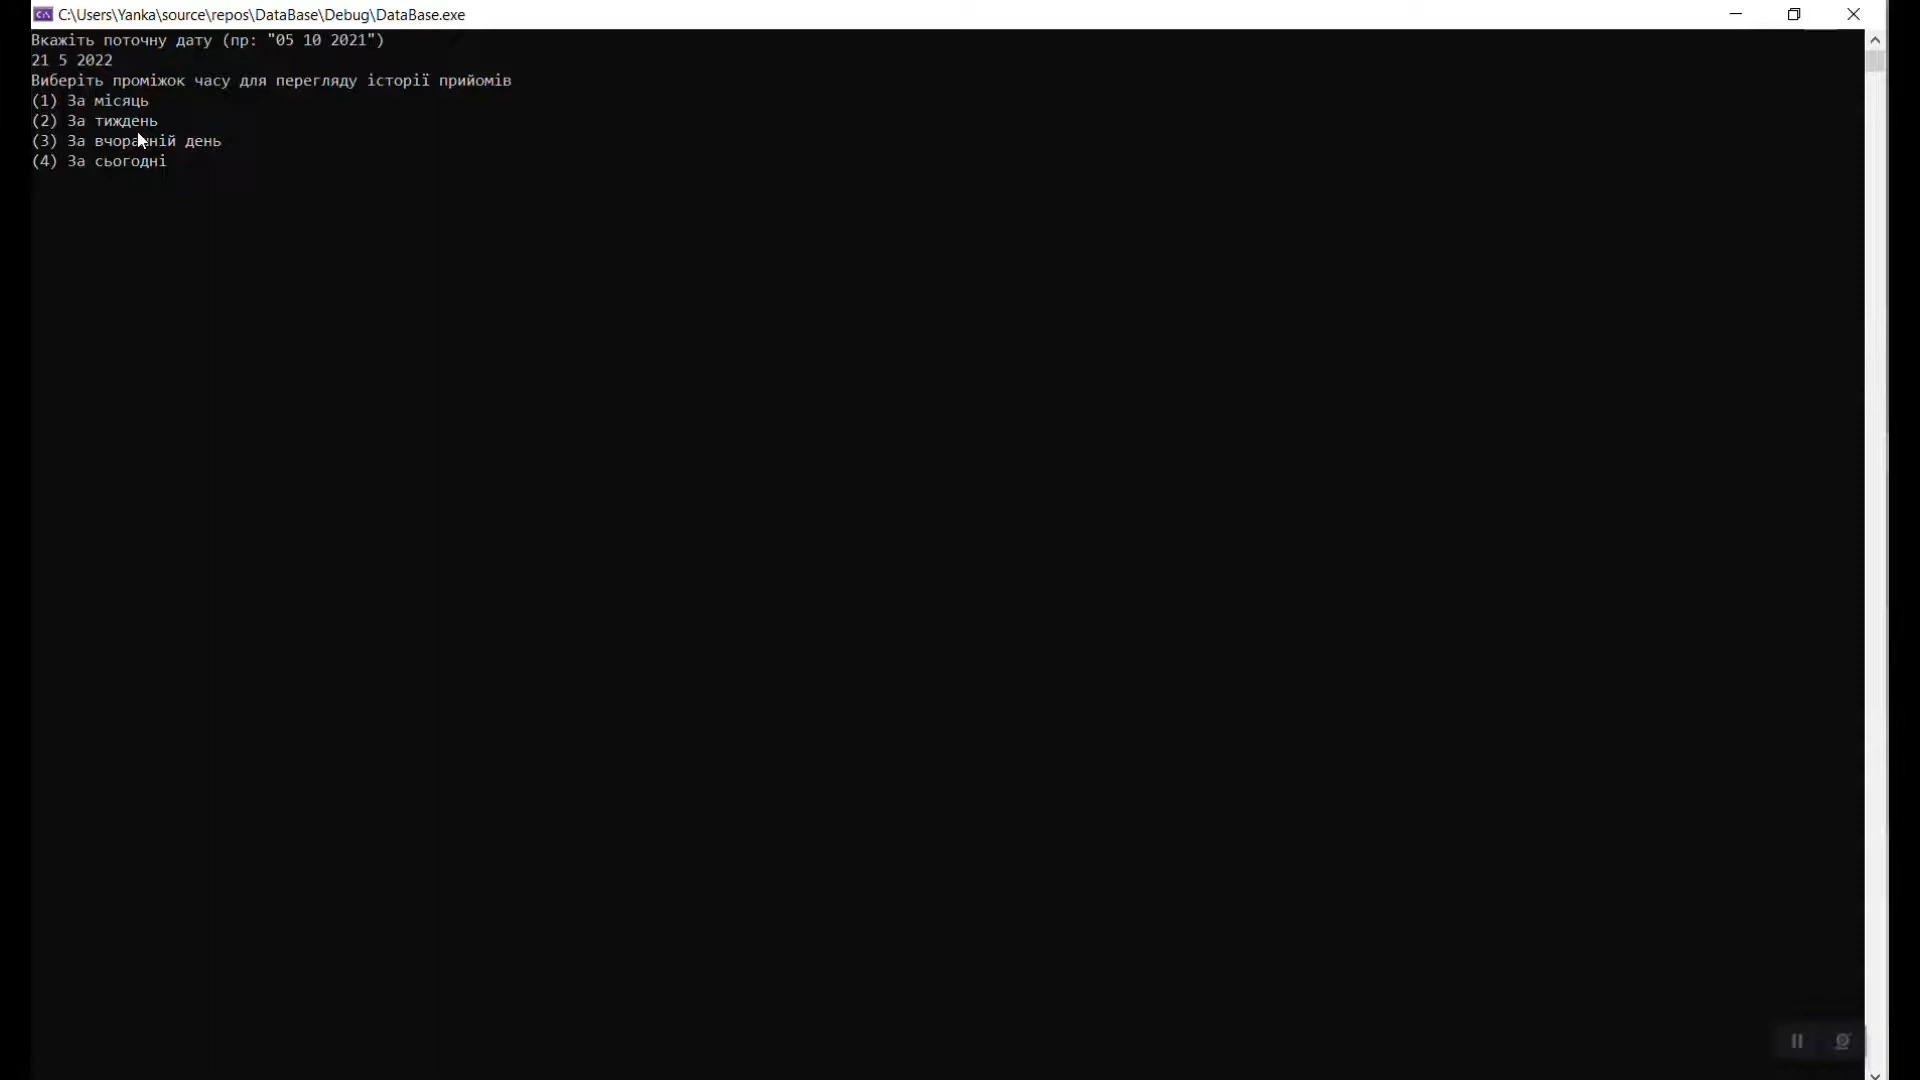 C:\Users\Yanka\source\repos\DataBase\Debug\DataBase.exe
Вкажіть поточну дату (пр: "05 10 2021")
21 5 2022
Виберіть проміжок часу для перегляду історії прийомів
(1) За місяць
(2) За тиждень
(3) За вчорашній день
(4) За сьогодні